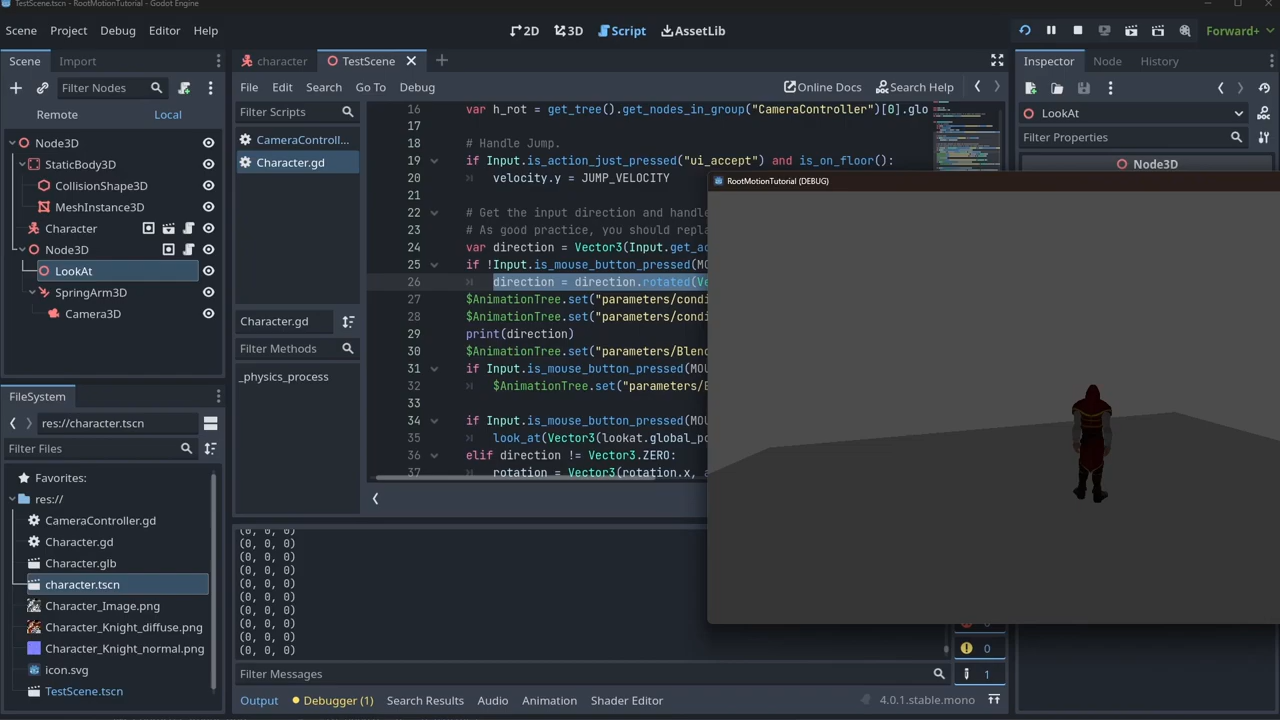 TestScene.tscn - RootMotionTutorial - Godot Engine
Scene Project Debug Editor Help
2D 3D Script AssetLib
Forward+
Scene Import
character TestScene
Inspector Node History
Filter Nodes
File Edit Search Go To Debug
Online Docs Search Help
Remote Local
Filter Scripts
LookAt
Filter Properties
Node3D
Node3D
StaticBody3D
CollisionShape3D
MeshInstance3D
Character
Node3D
LookAt
SpringArm3D
Camera3D
CameraControll...
Character.gd
Character.gd
Filter Methods
_physics_process
16 var h_rot = get_tree().get_nodes_in_group("CameraController")[0].glo
17
18 # Handle Jump.
19 if Input.is_action_just_pressed("ui_accept") and is_on_floor():
20 velocity.y = JUMP_VELOCITY
21
22 # Get the input direction and handle
23 # As good practice, you should repla
24 var direction = Vector3(Input.get_ac
25 if !Input.is_mouse_button_pressed(MO
26 direction = direction.rotated(Ve
27 $AnimationTree.set("parameters/condi
28 $AnimationTree.set("parameters/condi
29 print(direction)
30 $AnimationTree.set("parameters/Blen
31 if Input.is_mouse_button_pressed(MOU
32 $AnimationTree.set("parameters/B
33
34 if Input.is_mouse_button_pressed(MOU
35 look_at(Vector3(lookat.global_po
36 elif direction != Vector3.ZERO:
37 rotation = Vector3(rotation.x, a
RootMotionTutorial (DEBUG)
FileSystem
res://character.tscn
Filter Files
Favorites:
res://
CameraController.gd
Character.gd
Character.glb
character.tscn
Character_Image.png
Character_Knight_diffuse.png
Character_Knight_normal.png
icon.svg
TestScene.tscn
(0, 0, 0)
(0, 0, 0)
(0, 0, 0)
(0, 0, 0)
(0, 0, 0)
(0, 0, 0)
(0, 0, 0)
(0, 0, 0)
(0, 0, 0)
(0, 0, 0)
0
1
Filter Messages
Output Debugger (1) Search Results Audio Animation Shader Editor
4.0.1.stable.mono